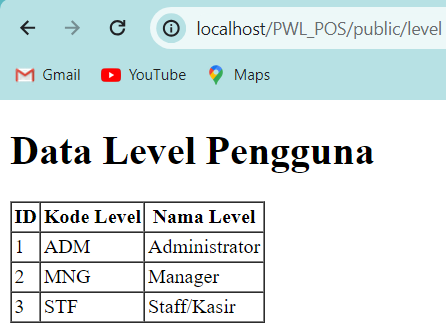 localhost/PWL_POS/public/level
Gmail YouTube Maps
Data Level Pengguna
ID Kode Level Nama Level
1 ADM Administrator
2 MNG Manager
3 STF Staff/Kasir